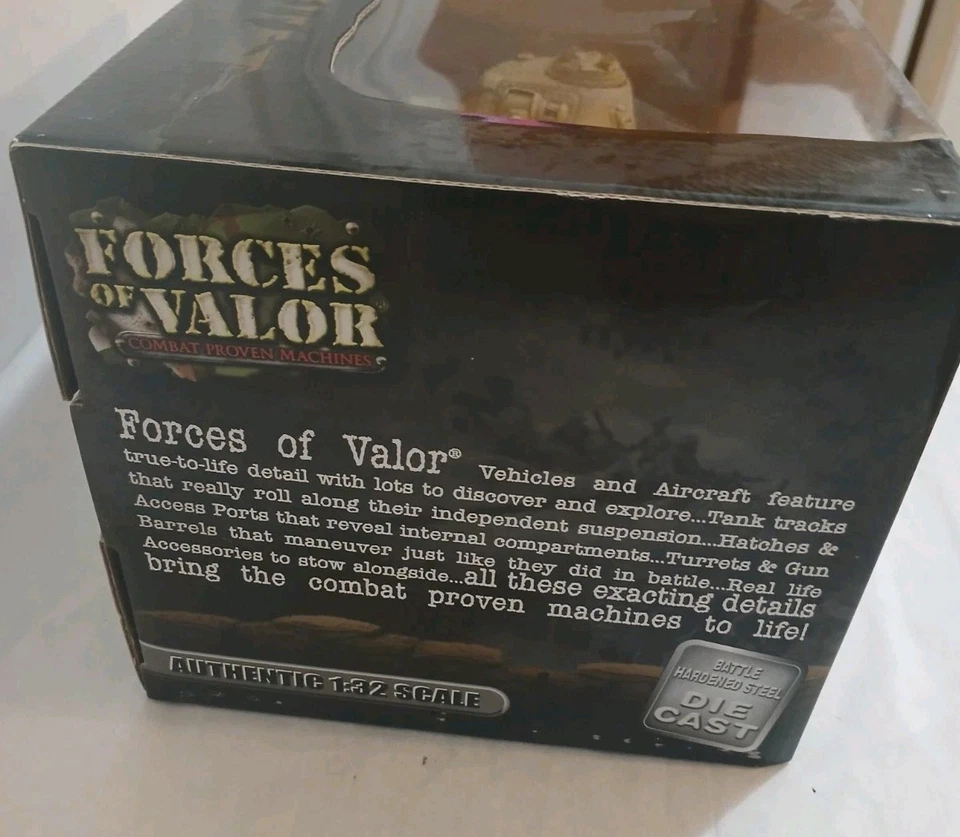 FORCES
OF VALOR
COMBAT PROVEN MACHINES
Forces of Valor® Vehicles and Aircraft feature
true-to-life detail with lots to discover and explore...Tank tracks
that really roll along their independent suspension...Hatches &
Access Ports that reveal internal compartments...Turrets & Gun
Barrels that maneuver just like they did in battle...Real life
Accessories to stow alongside...all these exacting details
bring the combat proven machines to life!
AUTHENTIC 1:32 SCALE
BATTLE
HARDENED STEEL
DIE
CAST